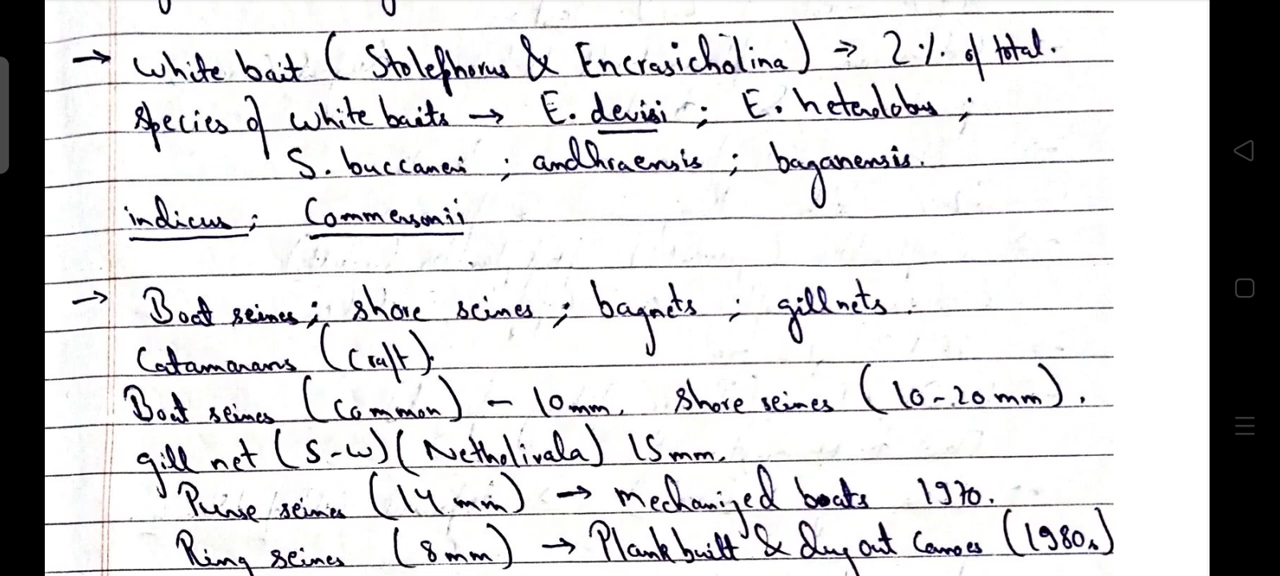 → White bait (Stolephorus & Encrasicholina) → 2% of total.
Species of white baits → E. devisi ; E. heterolobus ;
S. buccaneri ; andhraensis ; baganensis.
indicus ; Commersonii
→ Boat seines ; shore seines ; bagnets ; gillnets.
Catamarans (craft).
Boat seines (common) - 10mm. Shore seines (10-20 mm).
gill net (S-W) (Netholivala) 15mm.
Purse seines (14 mm) → mechanized boats 1970.
Ring seines (8mm) → Plank built & dug out canoes (1980s)